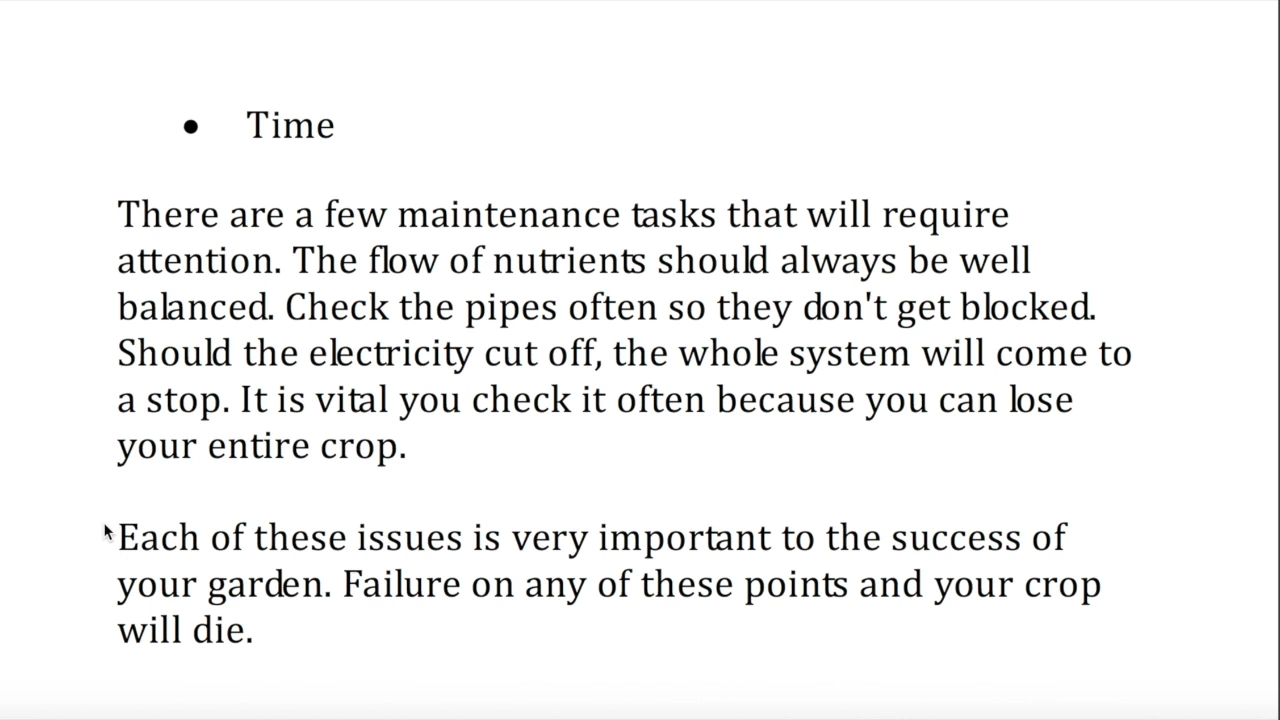 • Time
There are a few maintenance tasks that will require
attention. The flow of nutrients should always be well
balanced. Check the pipes often so they don't get blocked.
Should the electricity cut off, the whole system will come to
a stop. It is vital you check it often because you can lose
your entire crop.
Each of these issues is very important to the success of
your garden. Failure on any of these points and your crop
will die.